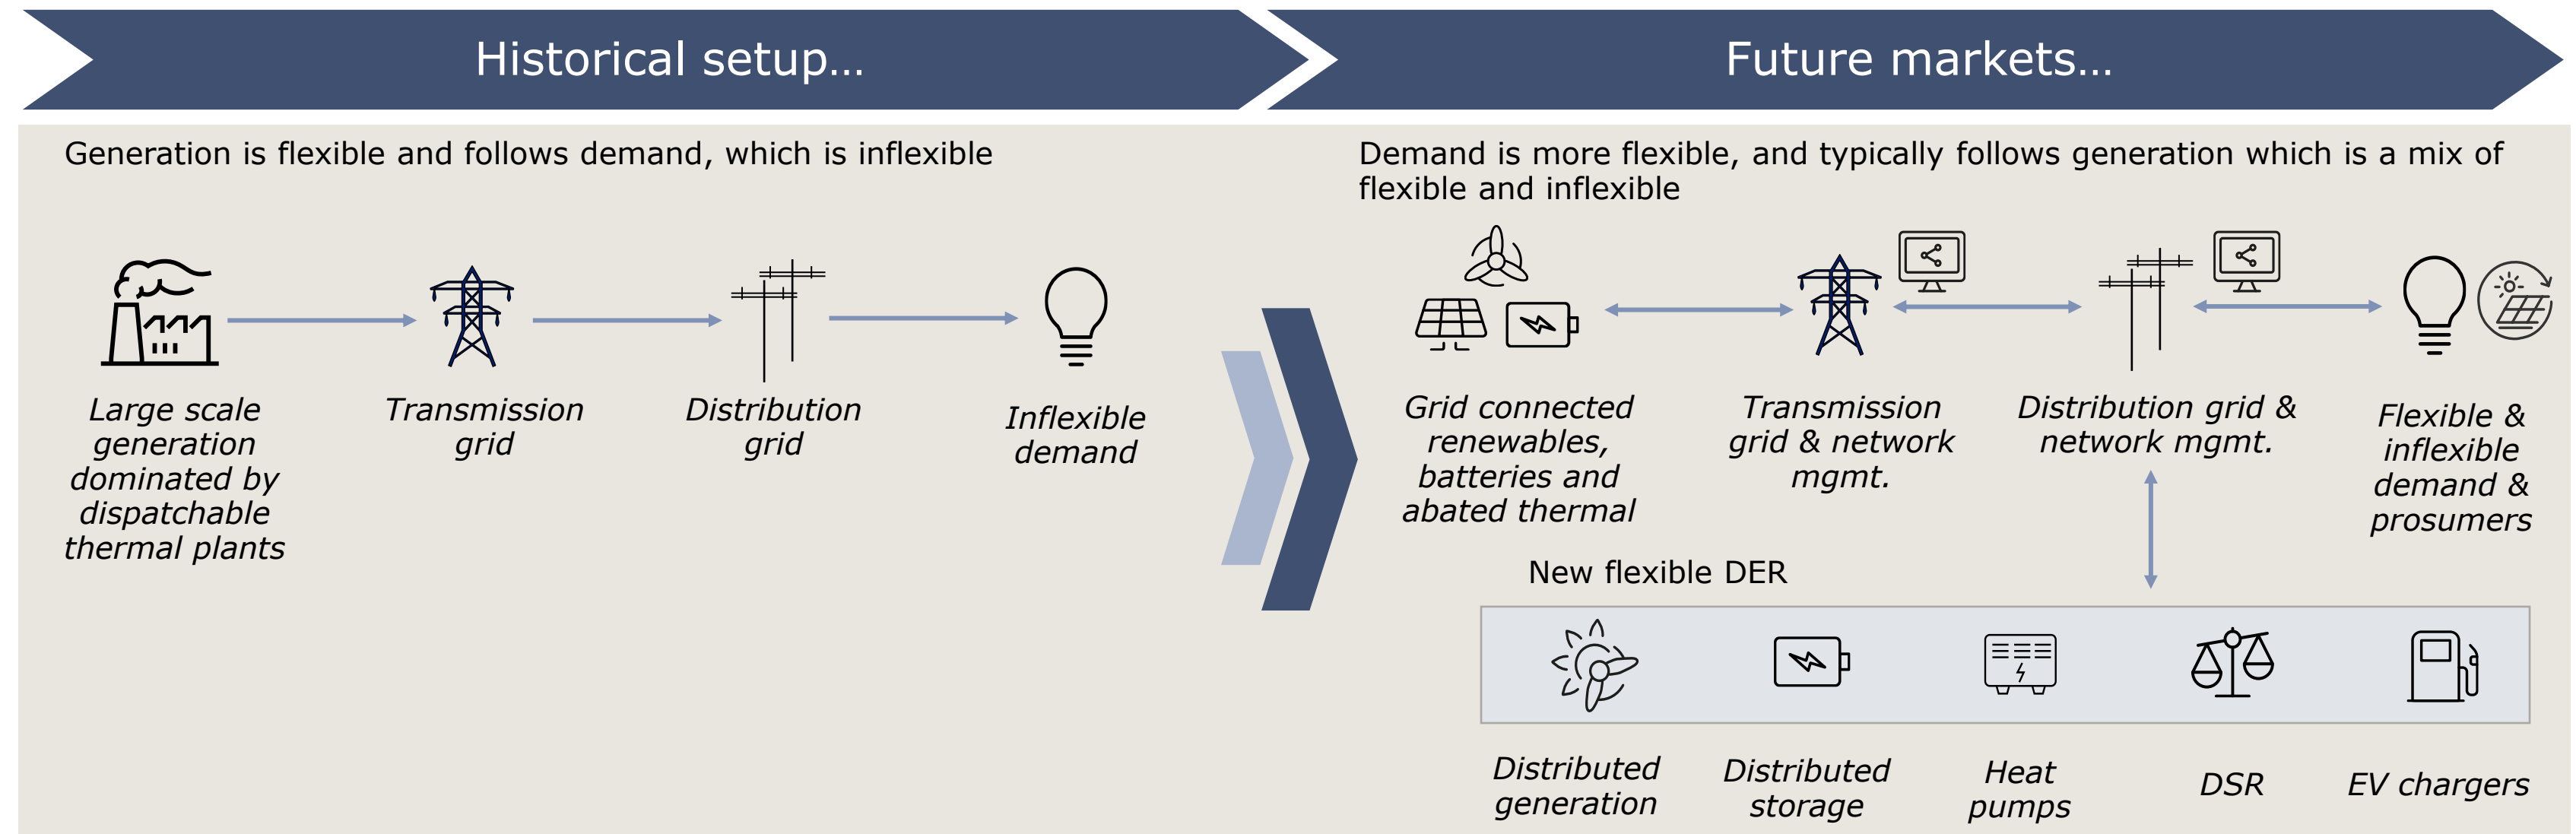 Historical setup...
Future markets...
Generation is flexible and follows demand, which is inflexible
Large scale
generation
dominated by
dispatchable
thermal plants
Transmission
grid
Distribution
grid
Inflexible
demand
Demand is more flexible, and typically follows generation which is a mix of
flexible and inflexible
Grid connected
renewables,
batteries and
abated thermal
Transmission
grid & network
mgmt.
Distribution grid &
network mgmt.
Flexible &
inflexible
demand &
prosumers
New flexible DER
Distributed
generation
Distributed
storage
Heat
pumps
DSR
EV chargers